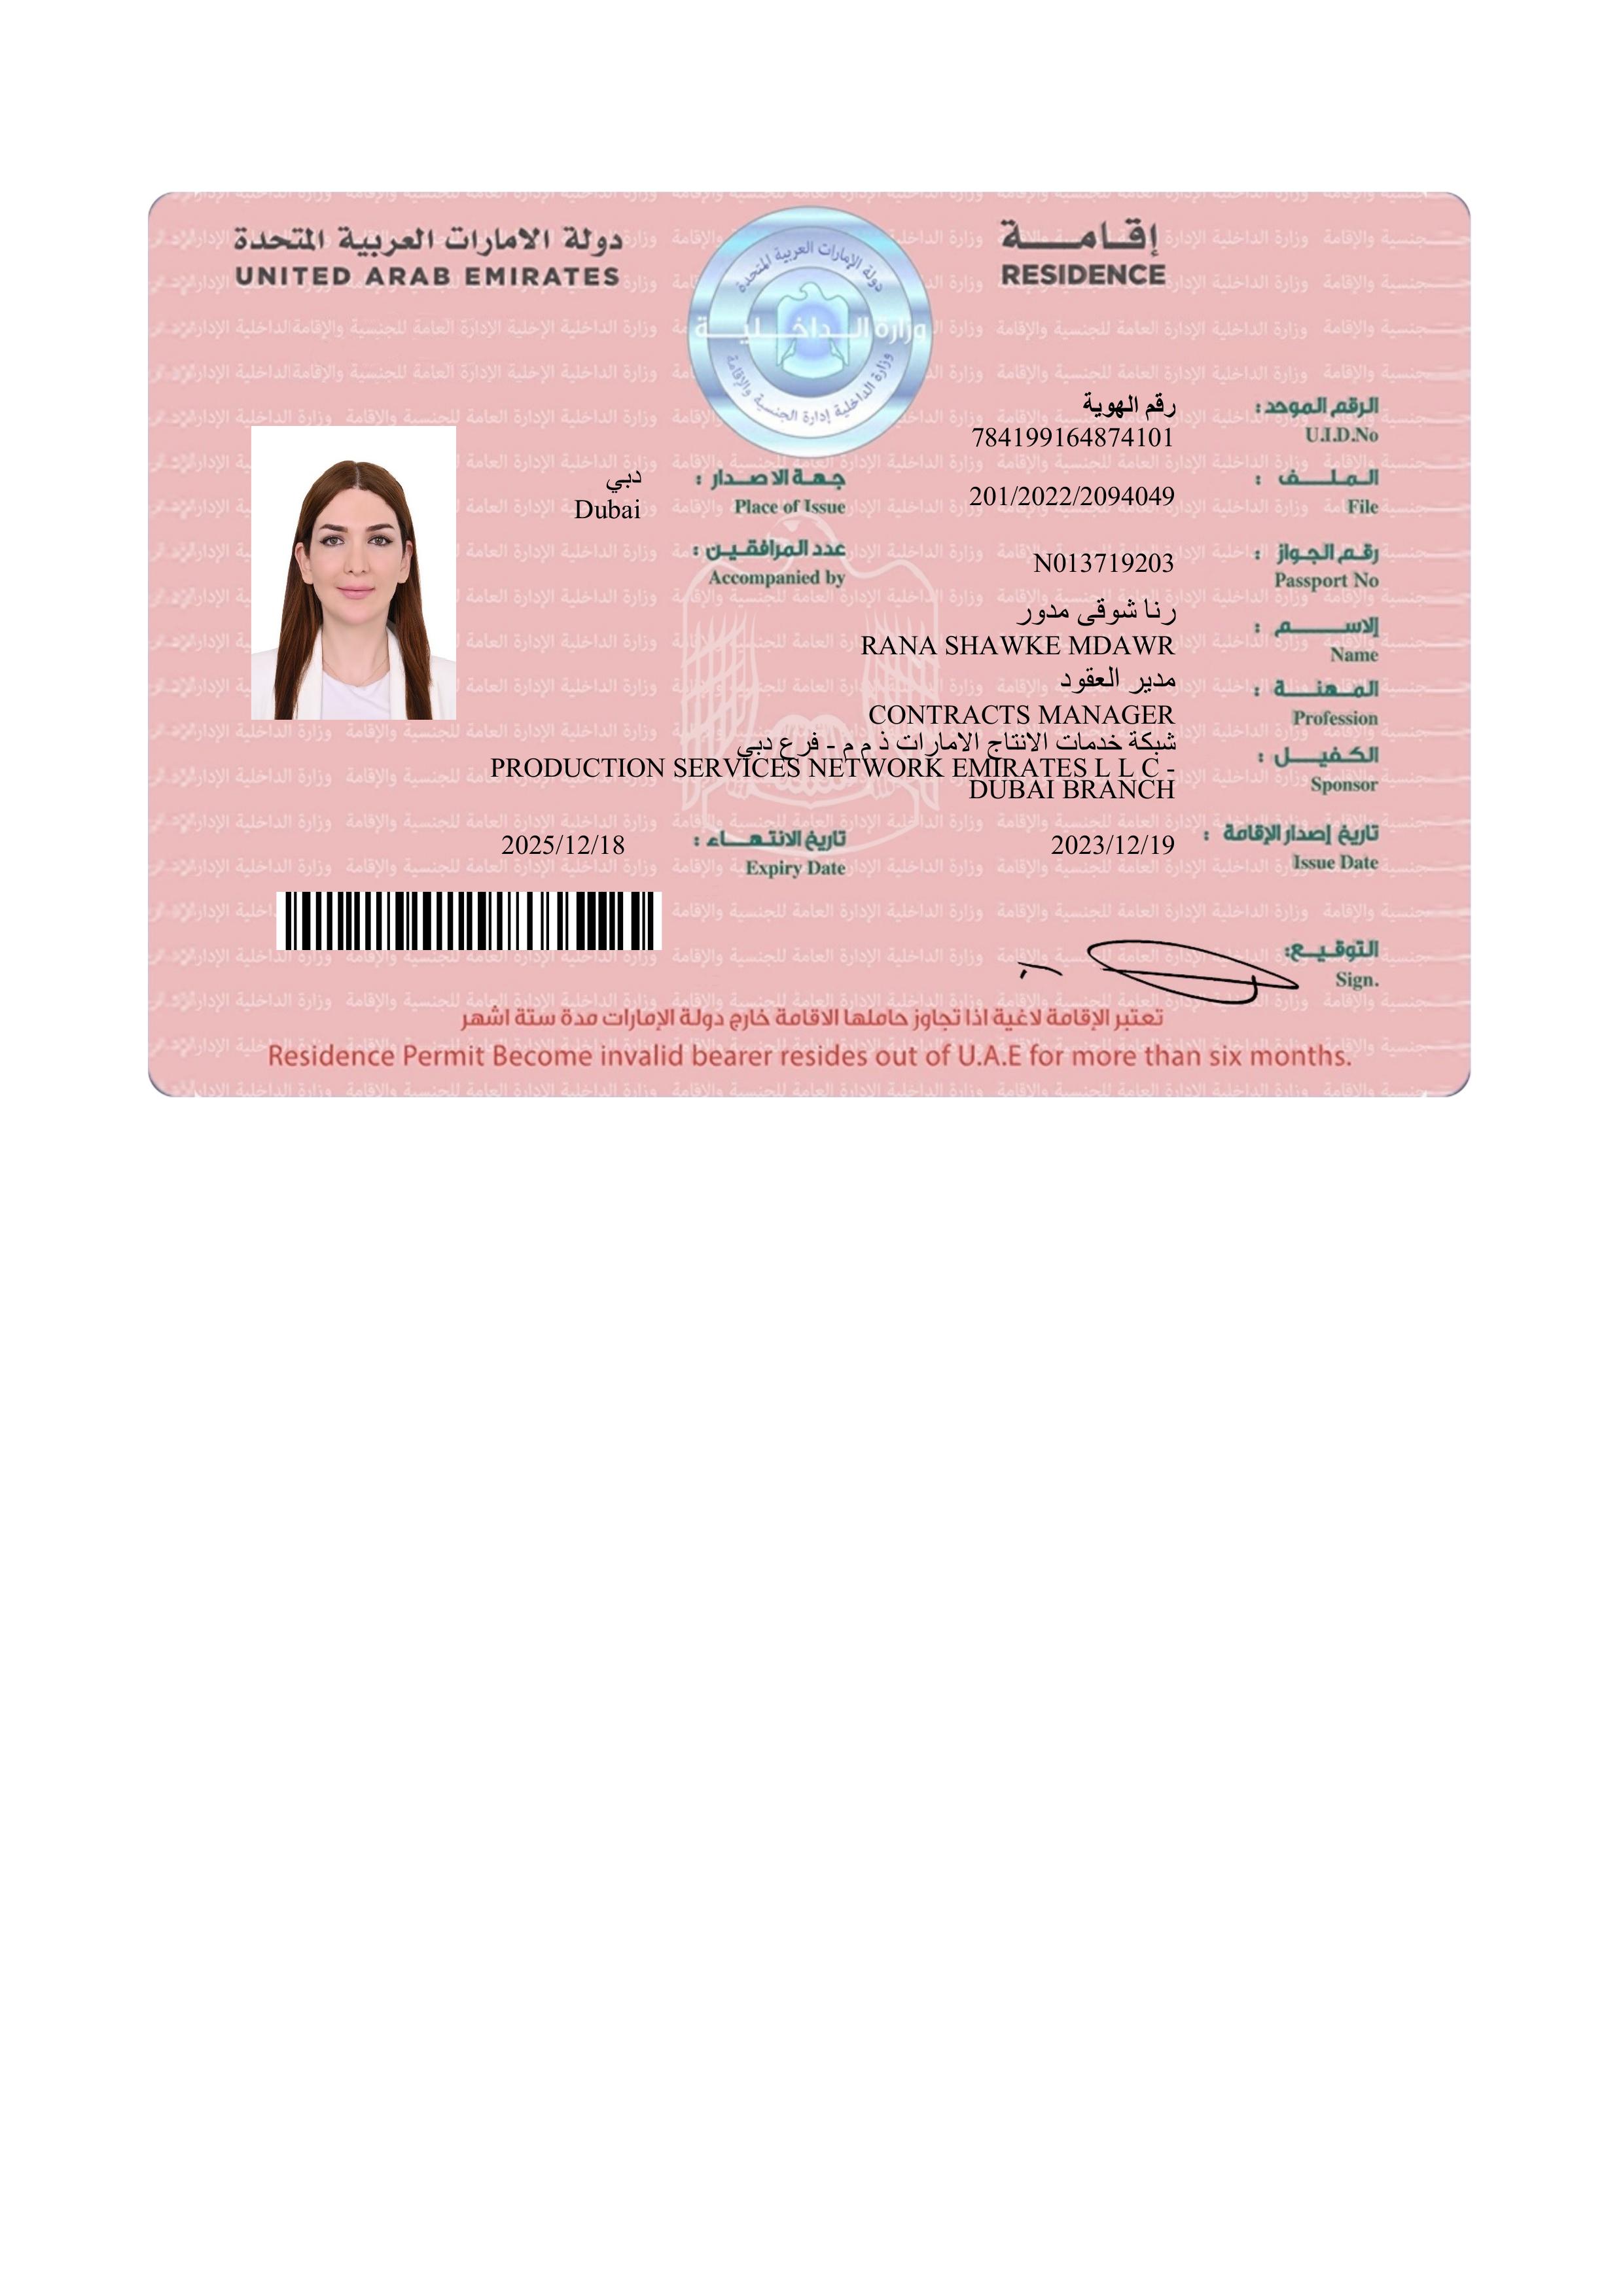 دولة الامارات العربية المتحدة
UNITED ARAB EMIRATES
إقامة
RESIDENCE
دولة الإمارات العربية المتحدة
وزارة الداخلية
وزارة الداخلية إدارة الجنسية والإقامة
الرقم الموحد:
رقم الهوية
U.I.D.No
784199164874101
الملف :
File
201/2022/2094049
جهة الاصدار :
Place of Issue
دبي
Dubai
رقم الجواز :
Passport No
N013719203
عدد المرافقين :
Accompanied by
الاسم :
Name
رنا شوقى مدور
RANA SHAWKE MDAWR
المهنة :
Profession
مدير العقود
CONTRACTS MANAGER
الكفيل :
Sponsor
شبكة خدمات الانتاج الامارات ذ م م - فرع دبي
PRODUCTION SERVICES NETWORK EMIRATES L L C -
DUBAI BRANCH
تاريخ إصدار الإقامة :
Issue Date
2023/12/19
تاريخ الانتهاء :
Expiry Date
2025/12/18
التوقيع:
Sign.
تعتبر الإقامة لاغية اذا تجاوز حاملها الاقامة خارج دولة الإمارات مدة ستة اشهر
Residence Permit Become invalid bearer resides out of U.A.E for more than six months.